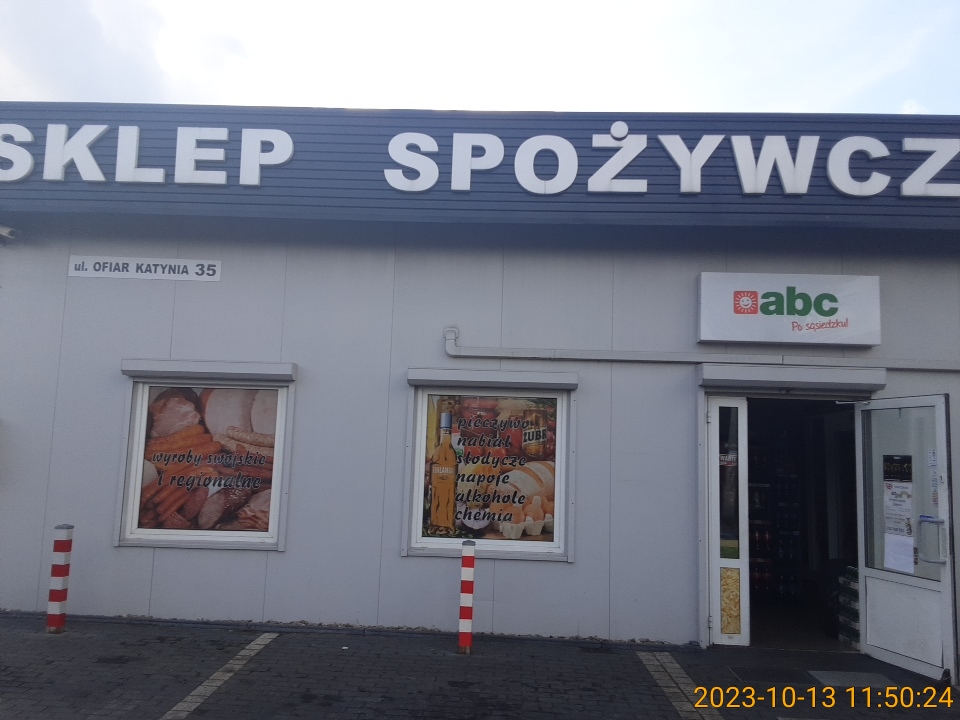 SKLEP SPOŻYWCZ
ul. OFIAR KATYNIA 35
abc
Po sąsiedzku!
wyroby swojskie
i regionalne
pieczywo
nabiał
słodycze
napoje
alkohole
chemia
ŻUBR
2023-10-13 11:50:24